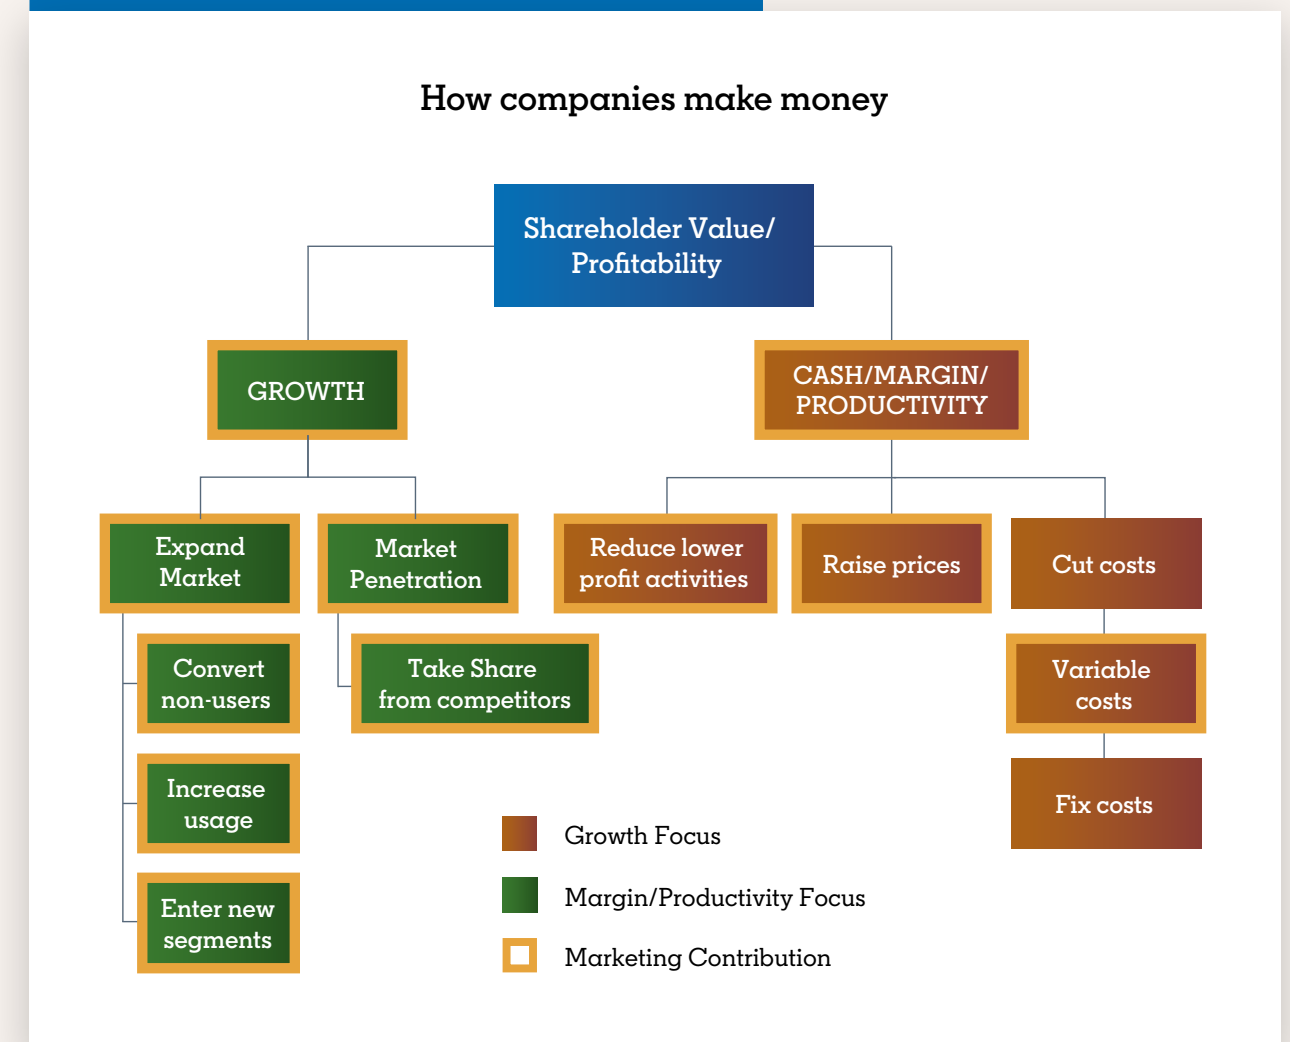 How companies make money
Shareholder Value/
Profitability
GROWTH
CASH/MARGIN/
PRODUCTIVITY
Expand
Market
Market
Penetration
Reduce lower
profit activities
Raise prices
Cut costs
Convert
non-users
Take Share
from competitors
Variable
costs
Increase
usage
Fix costs
Enter new
segments
Growth Focus
Margin/Productivity Focus
Marketing Contribution